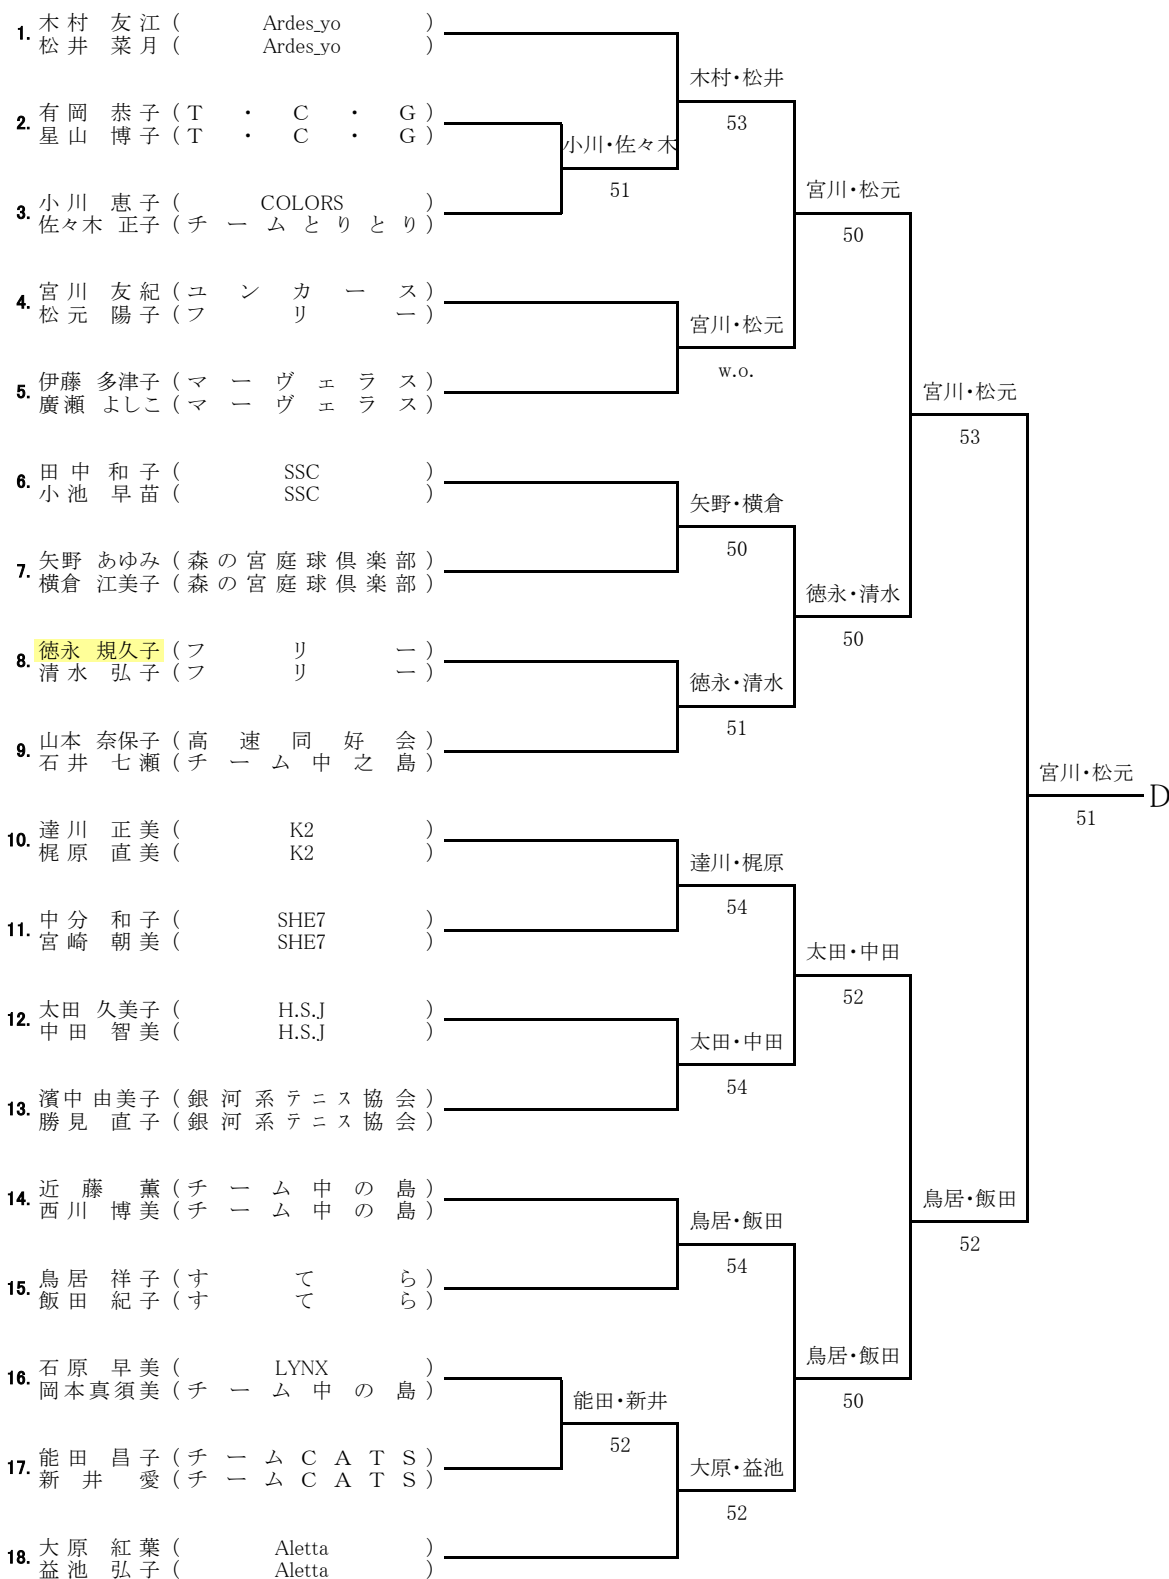 1. 木村 友江 ( Ardes_yo )
松井 菜月 ( Ardes_yo )
木村・松井
53
2. 有岡 恭子 ( T ・ C ・ G )
星山 博子 ( T ・ C ・ G )
小川・佐々木
51
3. 小川 恵子 ( COLORS )
佐々木 正子 ( チームとりとり )
宮川・松元
50
4. 宮川 友紀 ( ユンカース )
松元 陽子 ( フリー )
宮川・松元
w.o.
5. 伊藤 多津子 ( マーヴェラス )
廣瀬 よしこ ( マーヴェラス )
宮川・松元
53
6. 田中 和子 ( SSC )
小池 早苗 ( SSC )
矢野・横倉
50
7. 矢野 あゆみ ( 森の宮庭球倶楽部 )
横倉 江美子 ( 森の宮庭球倶楽部 )
徳永・清水
50
8. 徳永 規久子 ( フリー )
清水 弘子 ( フリー )
徳永・清水
51
9. 山本 奈保子 ( 高速同好会 )
石井 七瀬 ( チーム中之島 )
宮川・松元
D
51
10. 達川 正美 ( K2 )
梶原 直美 ( K2 )
達川・梶原
54
11. 中分 和子 ( SHE7 )
宮崎 朝美 ( SHE7 )
太田・中田
52
12. 太田 久美子 ( H.S.J )
中田 智美 ( H.S.J )
太田・中田
54
13. 濱中 由美子 ( 銀河系テニス協会 )
勝見 直子 ( 銀河系テニス協会 )
14. 近藤 薫 ( チーム中の島 )
西川 博美 ( チーム中の島 )
鳥居・飯田
52
鳥居・飯田
54
15. 鳥居 祥子 ( すてら )
飯田 紀子 ( すてら )
鳥居・飯田
50
16. 石原 早美 ( LYNX )
岡本真須美 ( チーム中の島 )
能田・新井
52
17. 能田 昌子 ( チームCATS )
新井 愛 ( チームCATS )
大原・益池
52
18. 大原 紅葉 ( Aletta )
益池 弘子 ( Aletta )